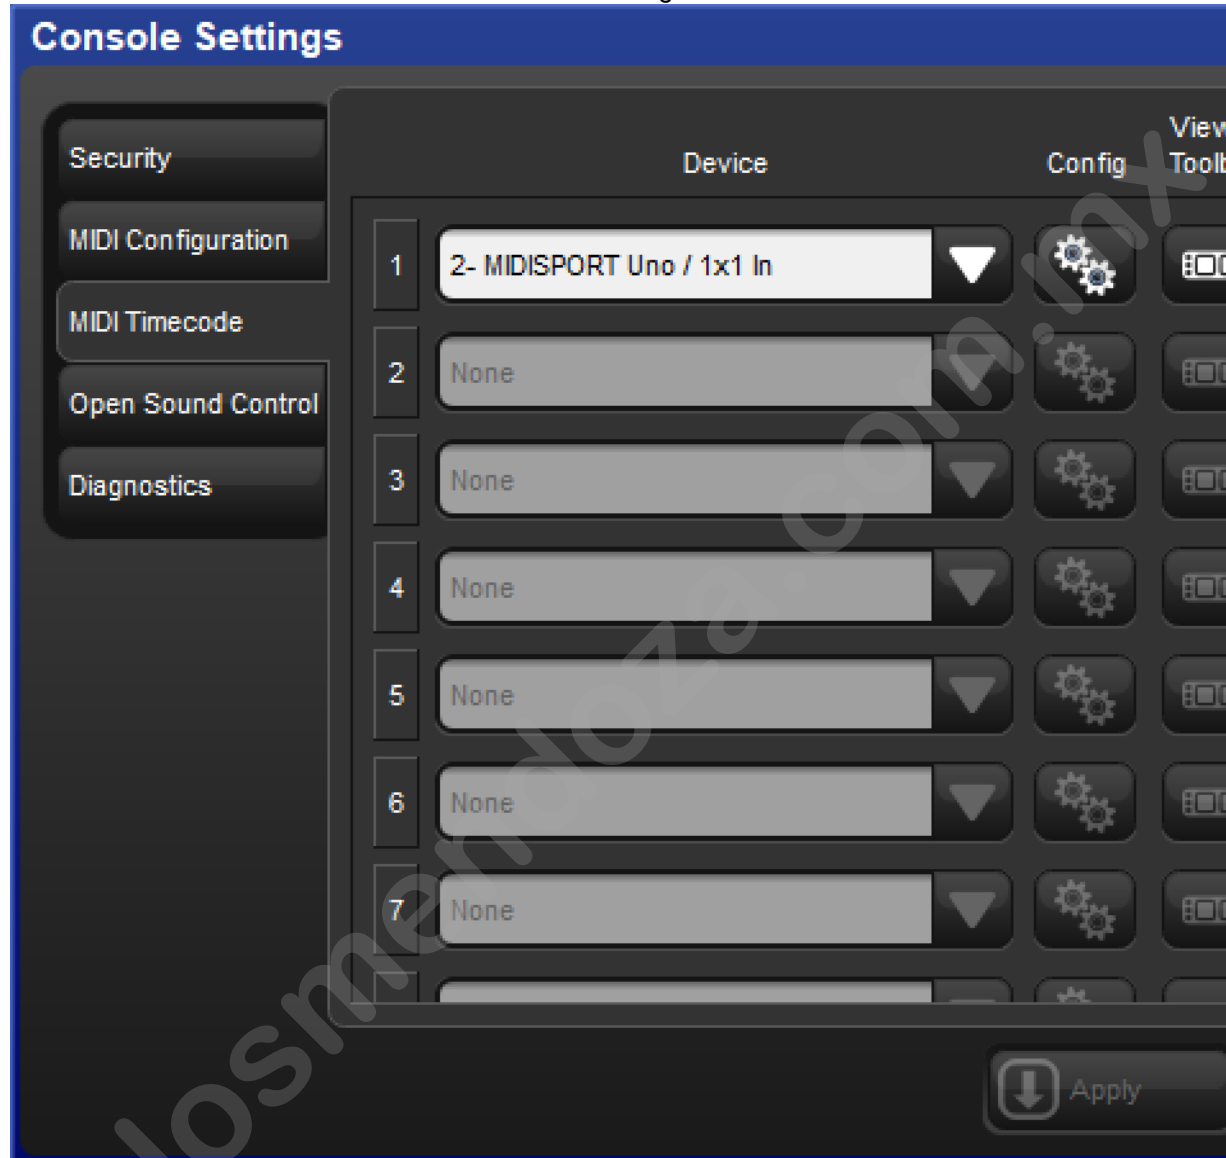 Console Settings
Security
MIDI Configuration
MIDI Timecode
Open Sound Control
Diagnostics
Device
Config
View
Toolb
1
2- MIDISPORT Uno / 1x1 In
2
None
3
None
4
None
5
None
6
None
7
None
Apply
losmendoza.com.mx